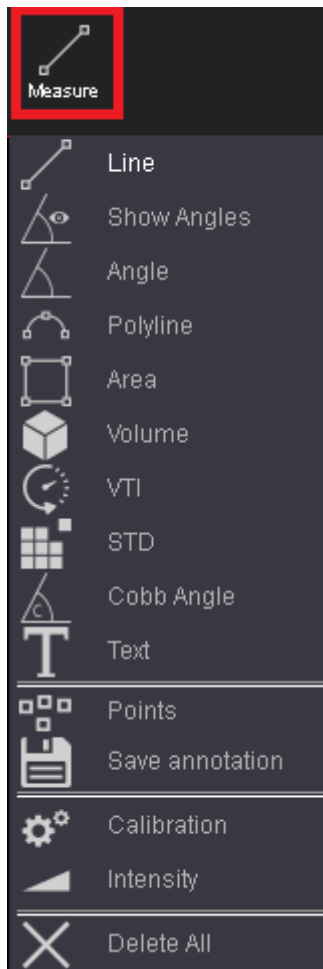 Measure
Line
Show Angles
Angle
Polyline
Area
Volume
VTI
STD
C
Cobb Angle
T
Text
Points
Save annotation
Calibration
Intensity
Delete All